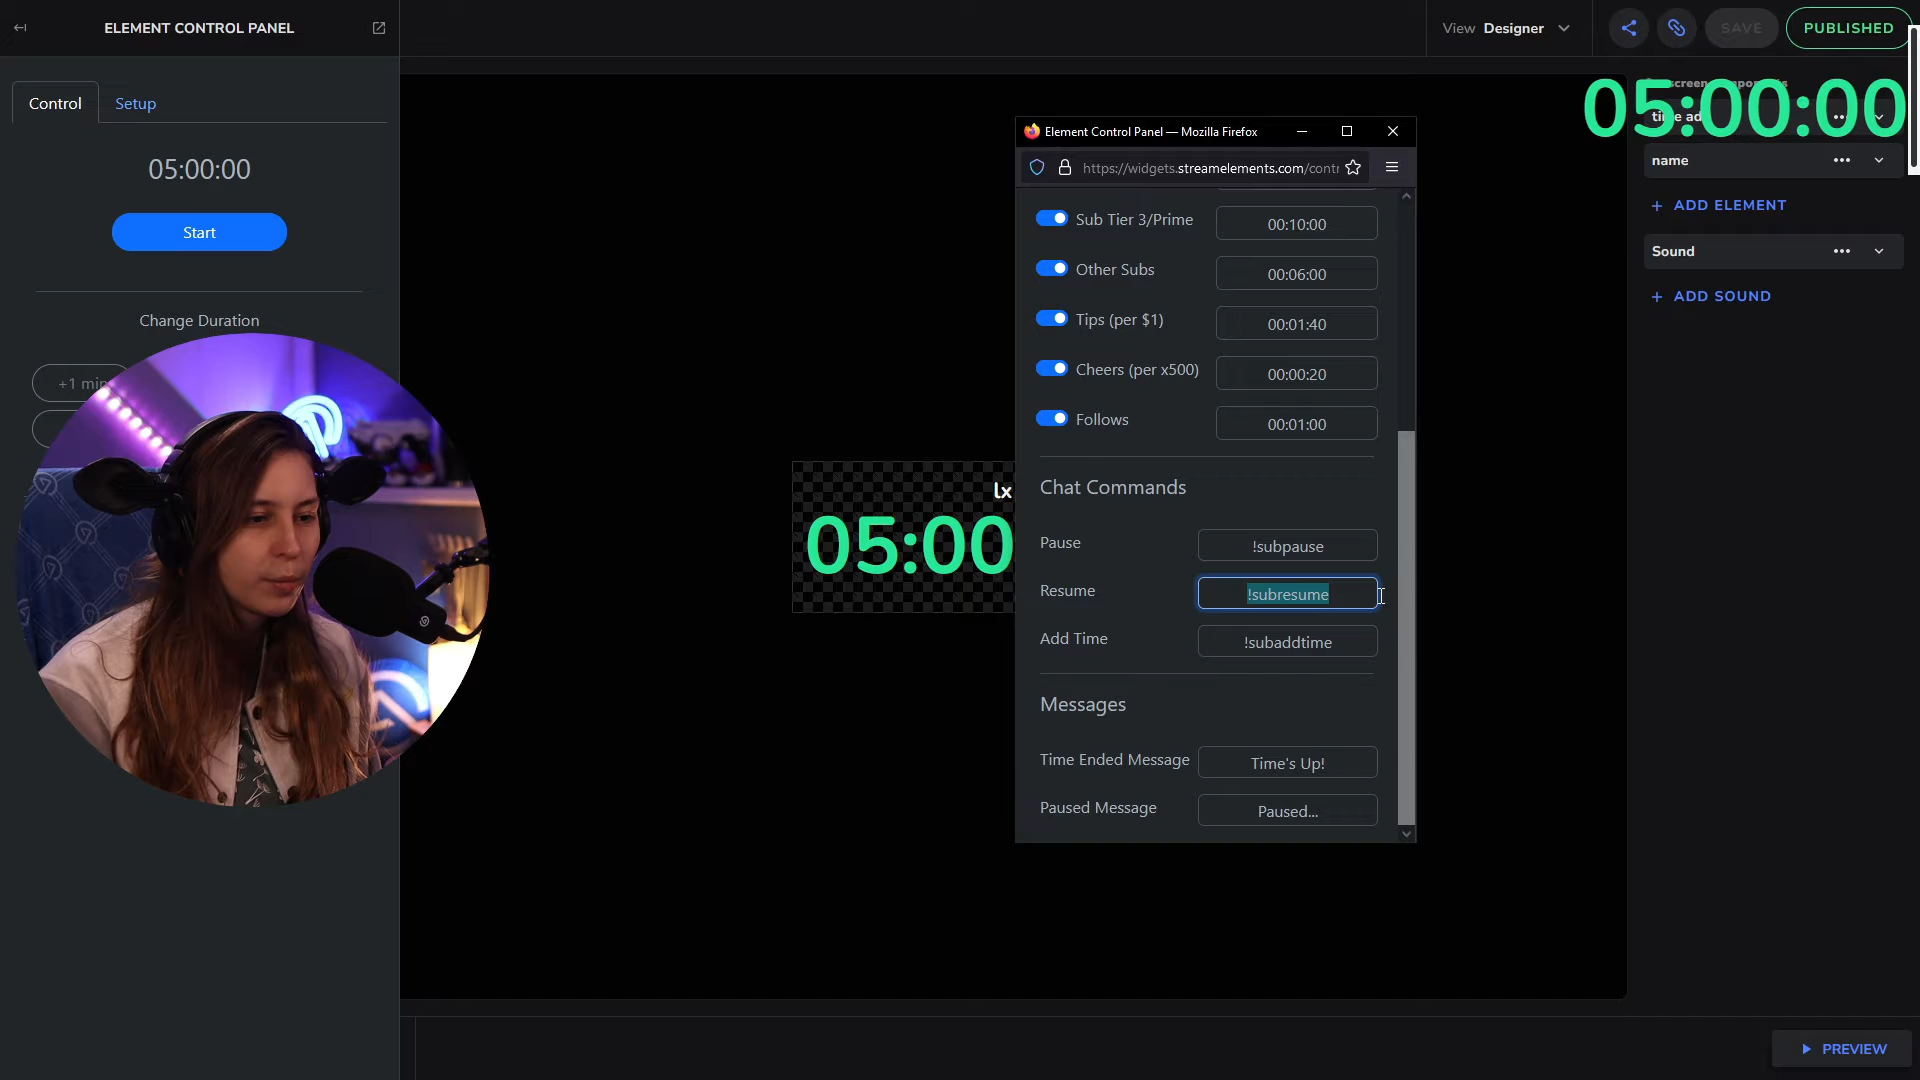 ELEMENT CONTROL PANEL
View Designer
SAVE
PUBLISHED
Control
Setup
05:00:00
Start
Change Duration
+1 min
Element Control Panel — Mozilla Firefox
https://widgets.streamelements.com/contr
Sub Tier 3/Prime
00:10:00
Other Subs
00:06:00
Tips (per $1)
00:01:40
Cheers (per x500)
00:00:20
Follows
00:01:00
Chat Commands
Pause
!subpause
Resume
!subresume
Add Time
!subaddtime
Messages
Time Ended Message
Time's Up!
Paused Message
Paused...
lx
05:00
05:00:00
time ad
name
+ ADD ELEMENT
Sound
+ ADD SOUND
PREVIEW